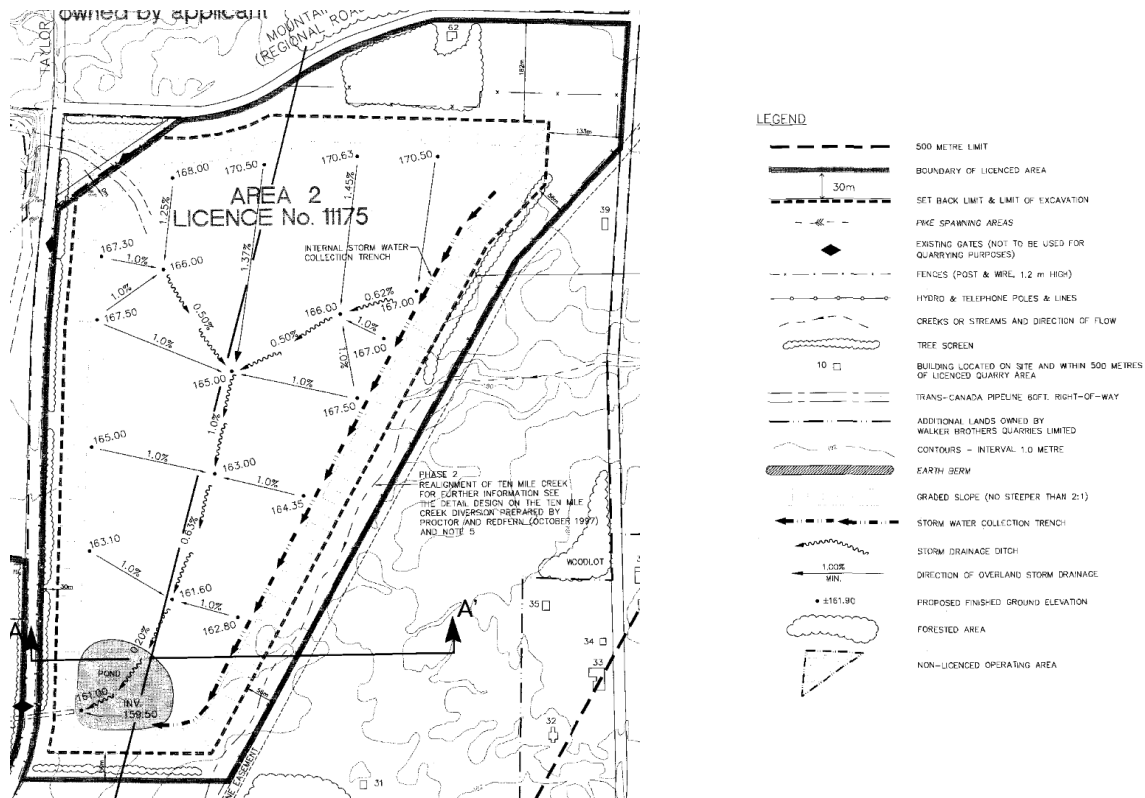 owned by applicant
TAYLOR
MOUNTAIN
(REGIONAL ROAD
62
182m
133m
168.00
170.50
170.63
170.50
AREA 2
LICENCE No. 11175
1.25%
1.45%
1.37%
39
INTERNAL STORM WATER
COLLECTION TRENCH
167.30
1.0%
166.00
1.0%
0.50%
167.50
166.00
0.62%
167.00
1.0%
0.50%
1.0%
167.00
1.0%
165.00
1.0%
167.50
1.0%
165.00
1.0%
163.00
1.0%
164.35
PHASE 2
REALIGNMENT OF TEN MILE CREEK
FOR FURTHER INFORMATION SEE
THE DETAIL DESIGN ON THE TEN MILE
CREEK DIVERSION PREPARED BY
PROCTOR AND REDFERN (OCTOBER 1997)
AND NOTE 5
0.63%
163.10
1.0%
WOODLOT
161.60
1.0%
162.80
A
A'
35
34
33
0.20%
POND
161.00
INV.
159.50
32
31
EASEMENT
LEGEND
500 METRE LIMIT
BOUNDARY OF LICENCED AREA
30m
SET BACK LIMIT & LIMIT OF EXCAVATION
PIKE SPAWNING AREAS
EXISTING GATES (NOT TO BE USED FOR
QUARRYING PURPOSES)
FENCES (POST & WIRE, 1.2 m HIGH)
HYDRO & TELEPHONE POLES & LINES
CREEKS OR STREAMS AND DIRECTION OF FLOW
TREE SCREEN
10
BUILDING LOCATED ON SITE AND WITHIN 500 METRES
OF LICENCED QUARRY AREA
TRANS-CANADA PIPELINE 60FT. RIGHT-OF-WAY
ADDITIONAL LANDS OWNED BY
WALKER BROTHERS QUARRIES LIMITED
CONTOURS - INTERVAL 1.0 METRE
EARTH BERM
GRADED SLOPE (NO STEEPER THAN 2:1)
STORM WATER COLLECTION TRENCH
STORM DRAINAGE DITCH
1.00%
MIN.
DIRECTION OF OVERLAND STORM DRAINAGE
±161.90
PROPOSED FINISHED GROUND ELEVATION
FORESTED AREA
NON-LICENCED OPERATING AREA